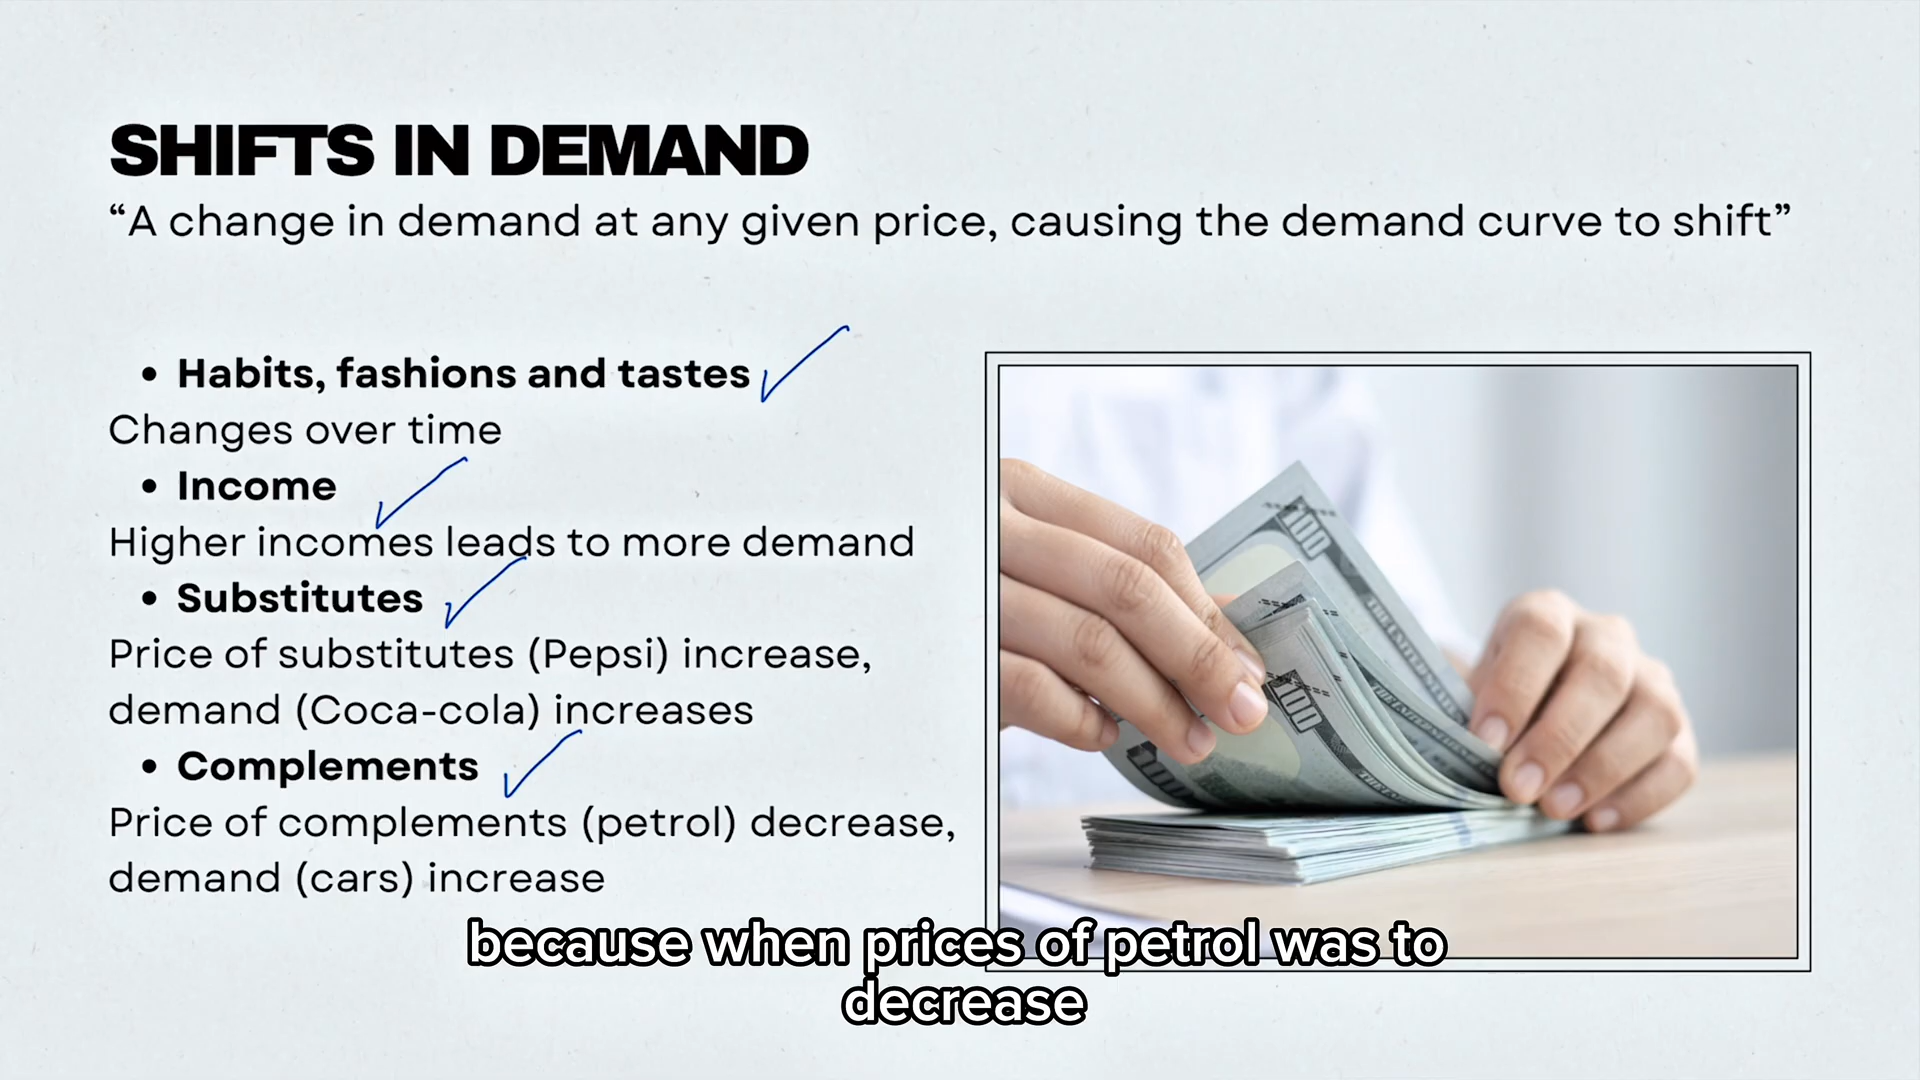 SHIFTS IN DEMAND
“A change in demand at any given price, causing the demand curve to shift”
• Habits, fashions and tastes
Changes over time
• Income
Higher incomes leads to more demand
• Substitutes
Price of substitutes (Pepsi) increase,
demand (Coca-cola) increases
• Complements
Price of complements (petrol) decrease,
demand (cars) increase
100
100
100
because when prices of petrol was to
decrease